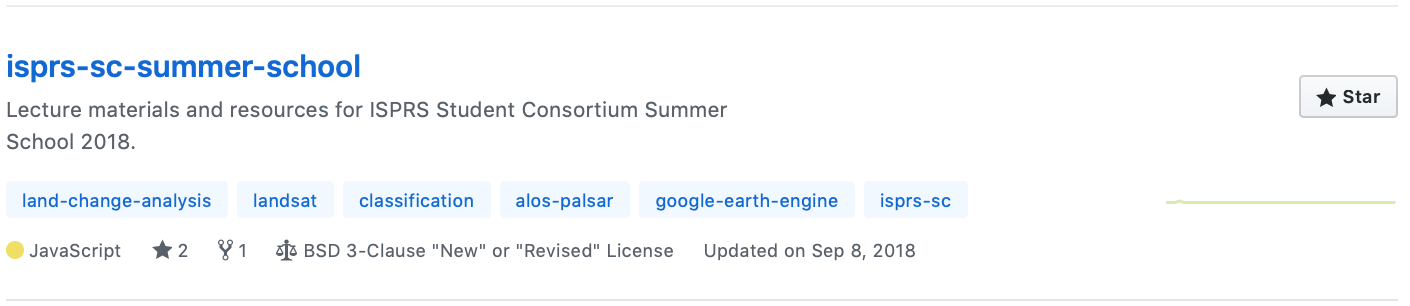 isprs-sc-summer-school
Lecture materials and resources for ISPRS Student Consortium Summer
School 2018.
Star
land-change-analysis landsat classification alos-palsar google-earth-engine isprs-sc
JavaScript 2 1 BSD 3-Clause "New" or "Revised" License Updated on Sep 8, 2018